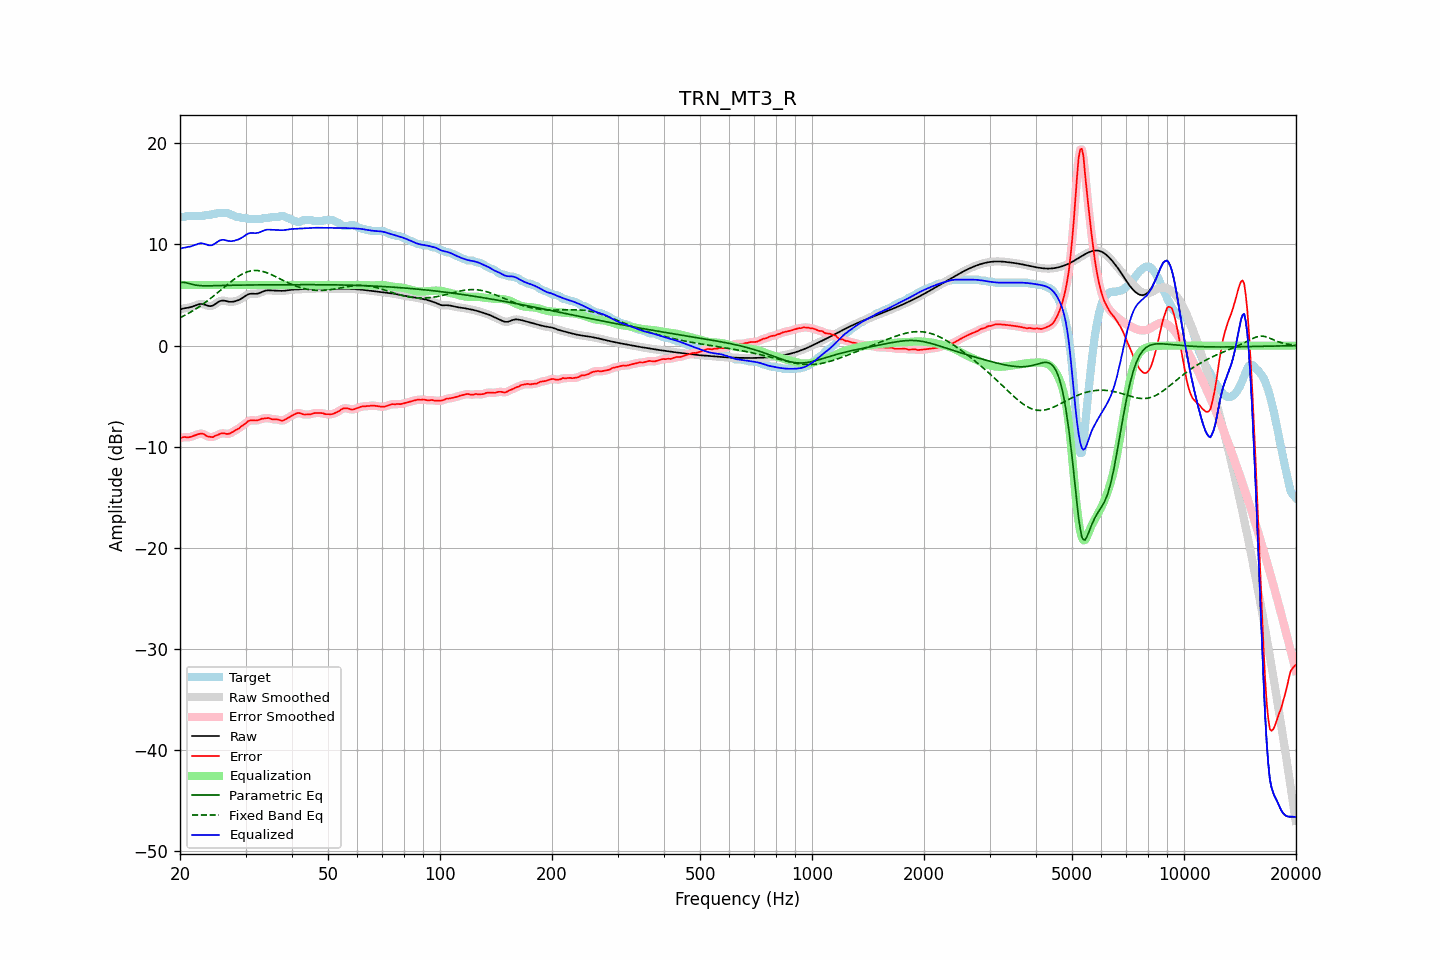 TRN_MT3_R
Amplitude (dBr)
20
10
0
−10
−20
−30
−40
−50
Target
Raw Smoothed
Error Smoothed
Raw
Error
Equalization
Parametric Eq
Fixed Band Eq
Equalized
20 50 100 200 500 1000 2000 5000 10000 20000
Frequency (Hz)